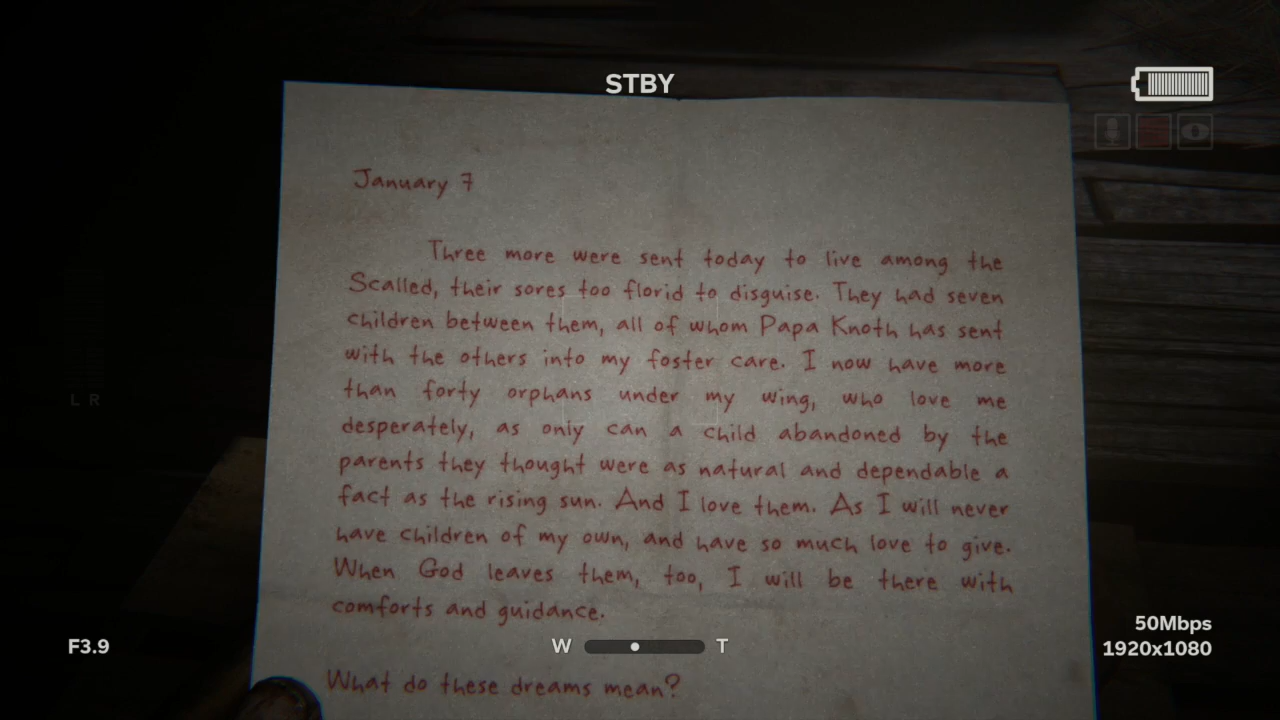 STBY
January 7
Three more were sent today to live among the
Scalled, their sores too florid to disguise. They had seven
children between them, all of whom Papa Knoth has sent
with the others into my foster care. I now have more
than forty orphans under my wing, who love me
desperately, as only can a child abandoned by the
parents they thought were as natural and dependable a
fact as the rising sun. And I love them. As I will never
have children of my own, and have so much love to give.
When God leaves them, too, I will be there with
comforts and guidance.
What do these dreams mean?
L R
F3.9
W T
50Mbps
1920x1080